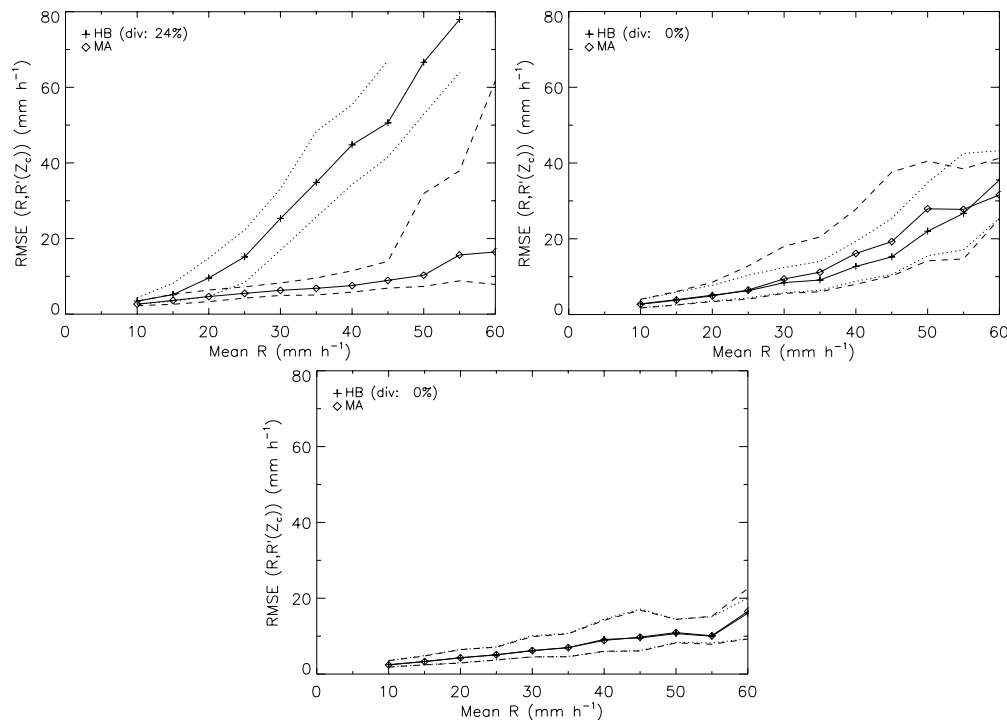 80
60
40
20
0
RMSE (R,R'(Z_c)) (mm h⁻¹)
+ HB (div: 24%)
◇ MA
0 10 20 30 40 50 60
Mean R (mm h⁻¹)
80
60
40
20
0
RMSE (R,R'(Z_c)) (mm h⁻¹)
+ HB (div: 0%)
◇ MA
0 10 20 30 40 50 60
Mean R (mm h⁻¹)
80
60
40
20
0
RMSE (R,R'(Z_c)) (mm h⁻¹)
+ HB (div: 0%)
◇ MA
0 10 20 30 40 50 60
Mean R (mm h⁻¹)